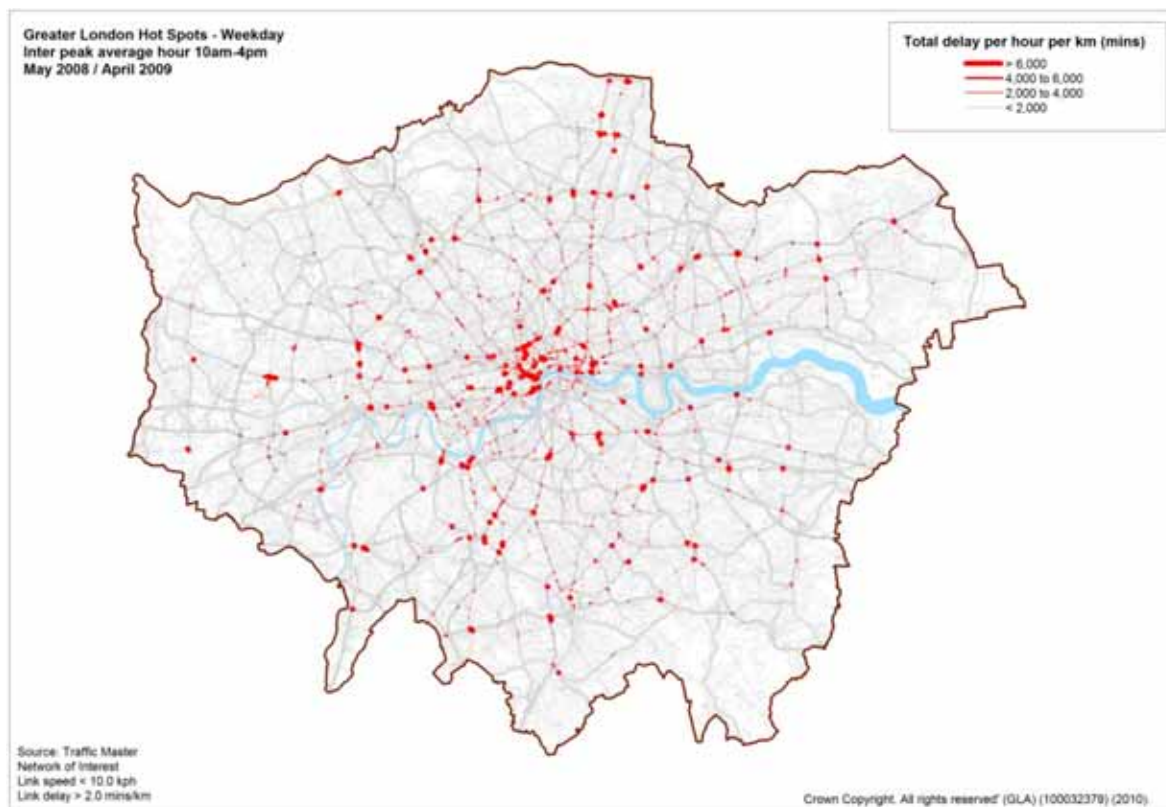 Greater London Hot Spots - Weekday
Inter peak average hour 10am-4pm
May 2008 / April 2009
Total delay per hour per km (mins)
> 6,000
4,000 to 6,000
2,000 to 4,000
< 2,000
Source: Traffic Master
Network of Interest
Link speed < 10.0 kph
Link delay > 2.0 mins/km
Crown Copyright. All rights reserved' (GLA) (100032379) (2010).